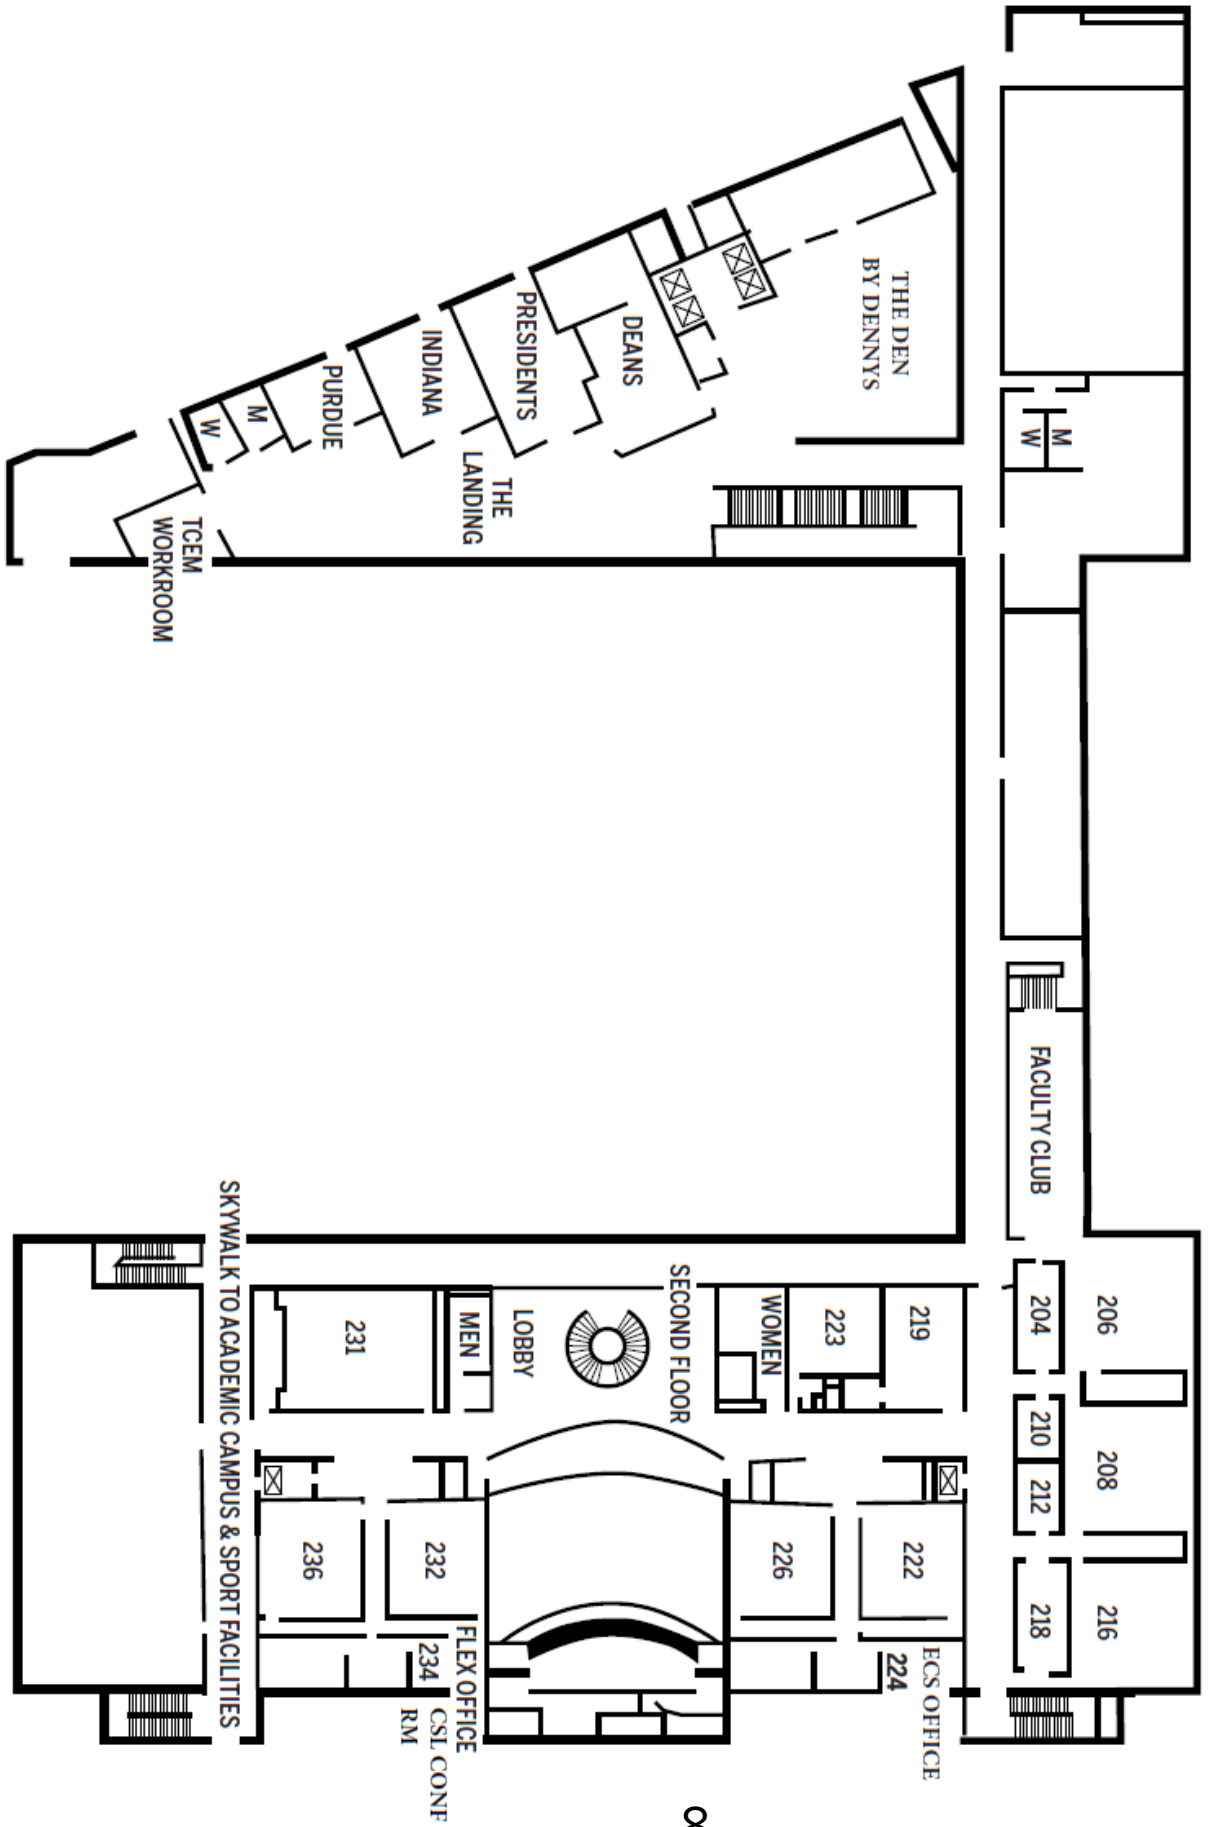 206
208
216
M
W
FACULTY CLUB
204
210
212
218
THE DEN
BY DENNYS
219
222
ECS OFFICE
223
226
224
WOMEN
SECOND FLOOR
8
DEANS
PRESIDENTS
LOBBY
THE
LANDING
MEN
FLEX OFFICE
INDIANA
232
234
CSL CONF
RM
PURDUE
231
236
M
W
SKYWALK TO ACADEMIC CAMPUS & SPORT FACILITIES
TCEM
WORKROOM